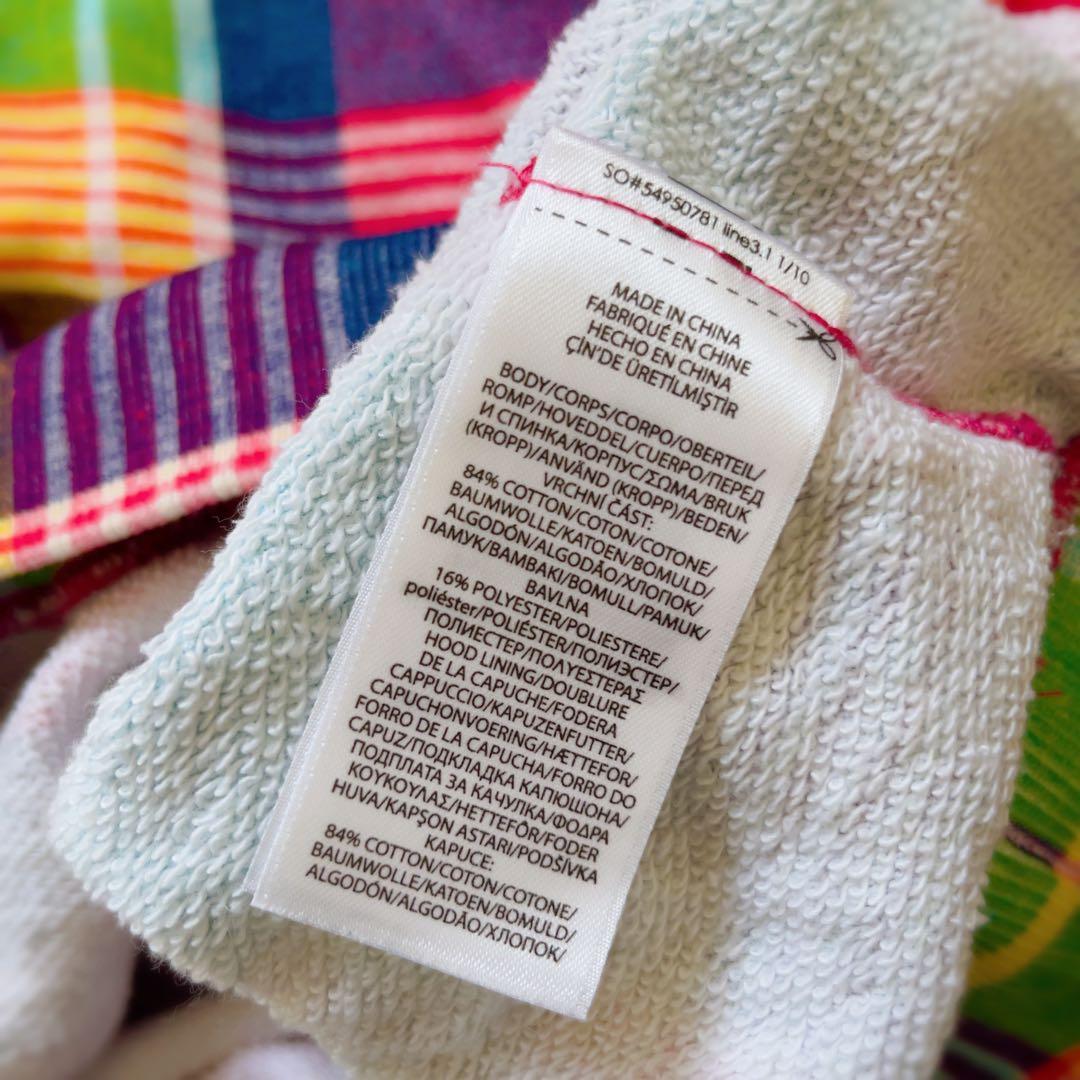 SO#54950781 line3.1 1/10
MADE IN CHINA
FABRIQUÉ EN CHINE
HECHO EN CHINA
ÇİN'DE ÜRETİLMİŞTİR
BODY/CORPS/CORPO/OBERTEIL/
ROMP/HOVEDDEL/CUERPO/ПЕРЕД
И СПИНКА/КОРПУС/ΣΩΜΑ/BRUK
(KROPP)/ANVÄND (KROPP)/BEDEN/
VRCHNÍ ČÁST:
84% COTTON/COTON/COTONE/
BAUMWOLLE/KATOEN/BOMULD/
ALGODÓN/ALGODÃO/ХЛОПОК/
ПАМУК/ΒΑΜΒΑΚΙ/BOMULL/PAMUK/
BAVLNA
16% POLYESTER/POLIESTERE/
poliéster/POLIÉSTER/ПОЛИЭСТЕР/
ПОЛИЕСТЕР/ΠΟΛΥΕΣΤΕΡΑΣ
HOOD LINING/DOUBLURE
DE LA CAPUCHE/FODERA
CAPPUCCIO/KAPUZENFUTTER/
CAPUCHONVOERING/HÆTTEFOR/
FORRO DE LA CAPUCHA/FORRO DO
CAPUZ/ПОДКЛАДКА КАПЮШОНА/
ПОДПЛАТА ЗА КАЧУЛКА/ΦΟΔΡΑ
ΚΟΥΚΟΥΛΑΣ/HETTEFÔR/FODER
HUVA/KAPŞON ASTARI/PODŠÍVKA
KAPUCE:
84% COTTON/COTON/COTONE/
BAUMWOLLE/KATOEN/BOMULD/
ALGODÓN/ALGODÃO/ХЛОПОК/